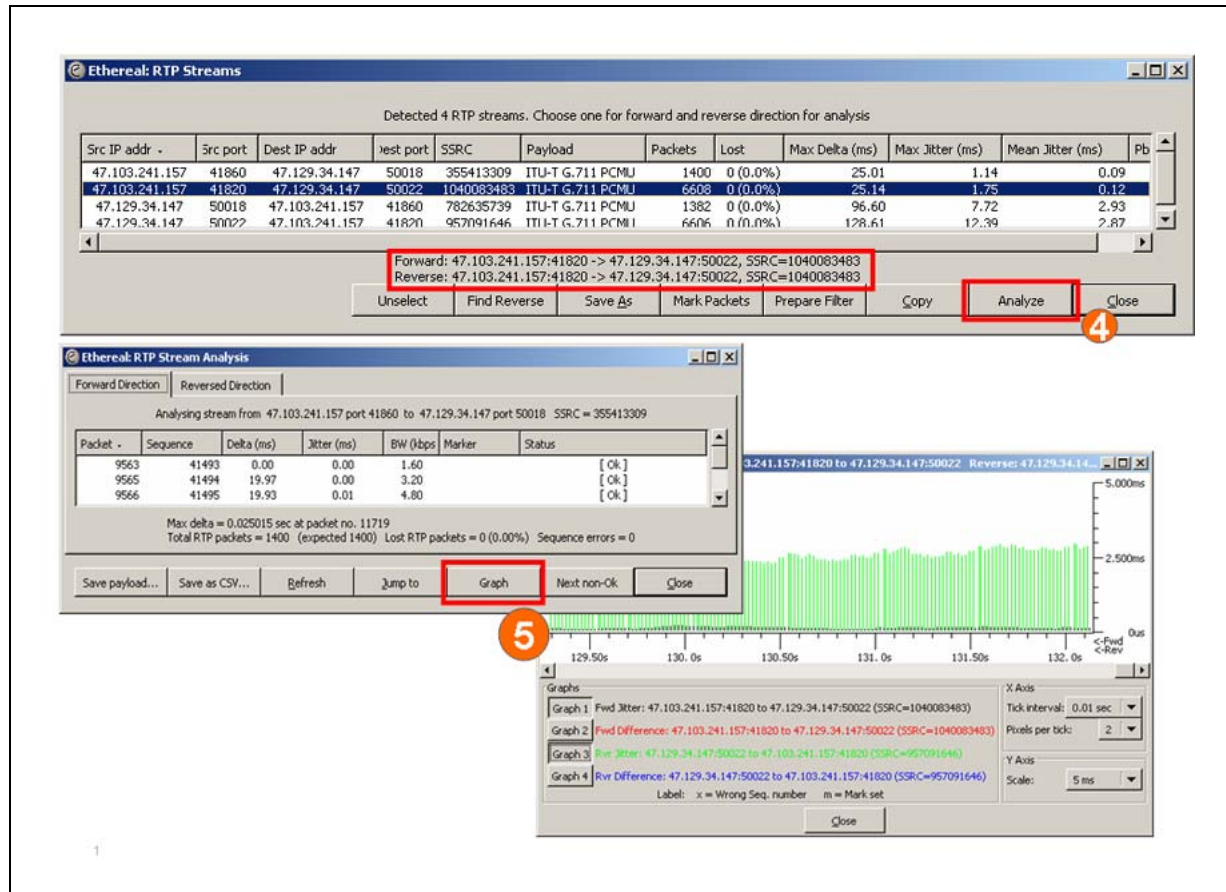 Ethereal: RTP Streams
Detected 4 RTP streams. Choose one for forward and reverse direction for analysis
Src IP addr Src port Dest IP addr Dest port SSRC Payload Packets Lost Max Delta (ms) Max Jitter (ms) Mean Jitter (ms) Pb
47.103.241.157 41860 47.129.34.147 50018 355413309 ITU-T G.711 PCMU 1400 0 (0.0%) 25.01 1.14 0.09
47.103.241.157 41820 47.129.34.147 50022 1040083483 ITU-T G.711 PCMU 6608 0 (0.0%) 25.14 1.75 0.12
47.129.34.147 50018 47.103.241.157 41860 782635739 ITU-T G.711 PCMU 1382 0 (0.0%) 96.60 7.72 2.93
47.129.34.147 50022 47.103.241.157 41820 957091646 ITU-T G.711 PCMU 6606 0 (0.0%) 128.61 12.39 2.87
Forward: 47.103.241.157:41820 -> 47.129.34.147:50022, SSRC=1040083483
Reverse: 47.103.241.157:41820 -> 47.129.34.147:50022, SSRC=1040083483
Unselect Find Reverse Save As Mark Packets Prepare Filter Copy Analyze Close
4
Ethereal: RTP Stream Analysis
Forward Direction Reversed Direction
Analysing stream from 47.103.241.157 port 41860 to 47.129.34.147 port 50018 SSRC = 355413309
Packet Sequence Delta (ms) Jitter (ms) BW (kbps Marker Status
9563 41493 0.00 0.00 1.60 [ Ok ]
9565 41494 19.97 0.00 3.20 [ Ok ]
9566 41495 19.93 0.01 4.80 [ Ok ]
Max delta = 0.025015 sec at packet no. 11719
Total RTP packets = 1400 (expected 1400) Lost RTP packets = 0 (0.00%) Sequence errors = 0
Save payload... Save as CSV... Refresh Jump to Graph Next non-Ok Close
5
3.241.157:41820 to 47.129.34.147:50022 Reverse: 47.129.34.14...
5.000ms
2.500ms
0us
<-Fwd
<-Rev
129.50s 130. 0s 130.50s 131. 0s 131.50s 132. 0s
Graphs
Graph 1 Fwd Jitter: 47.103.241.157:41820 to 47.129.34.147:50022 (SSRC=1040083483)
Graph 2 Fwd Difference: 47.103.241.157:41820 to 47.129.34.147:50022 (SSRC=1040083483)
Graph 3 Rvr Jitter: 47.129.34.147:50022 to 47.103.241.157:41820 (SSRC=957091646)
Graph 4 Rvr Difference: 47.129.34.147:50022 to 47.103.241.157:41820 (SSRC=957091646)
Label: x = Wrong Seq. number m = Mark set
X Axis
Tick interval: 0.01 sec
Pixels per tick: 2
Y Axis
Scale: 5 ms
Close
1